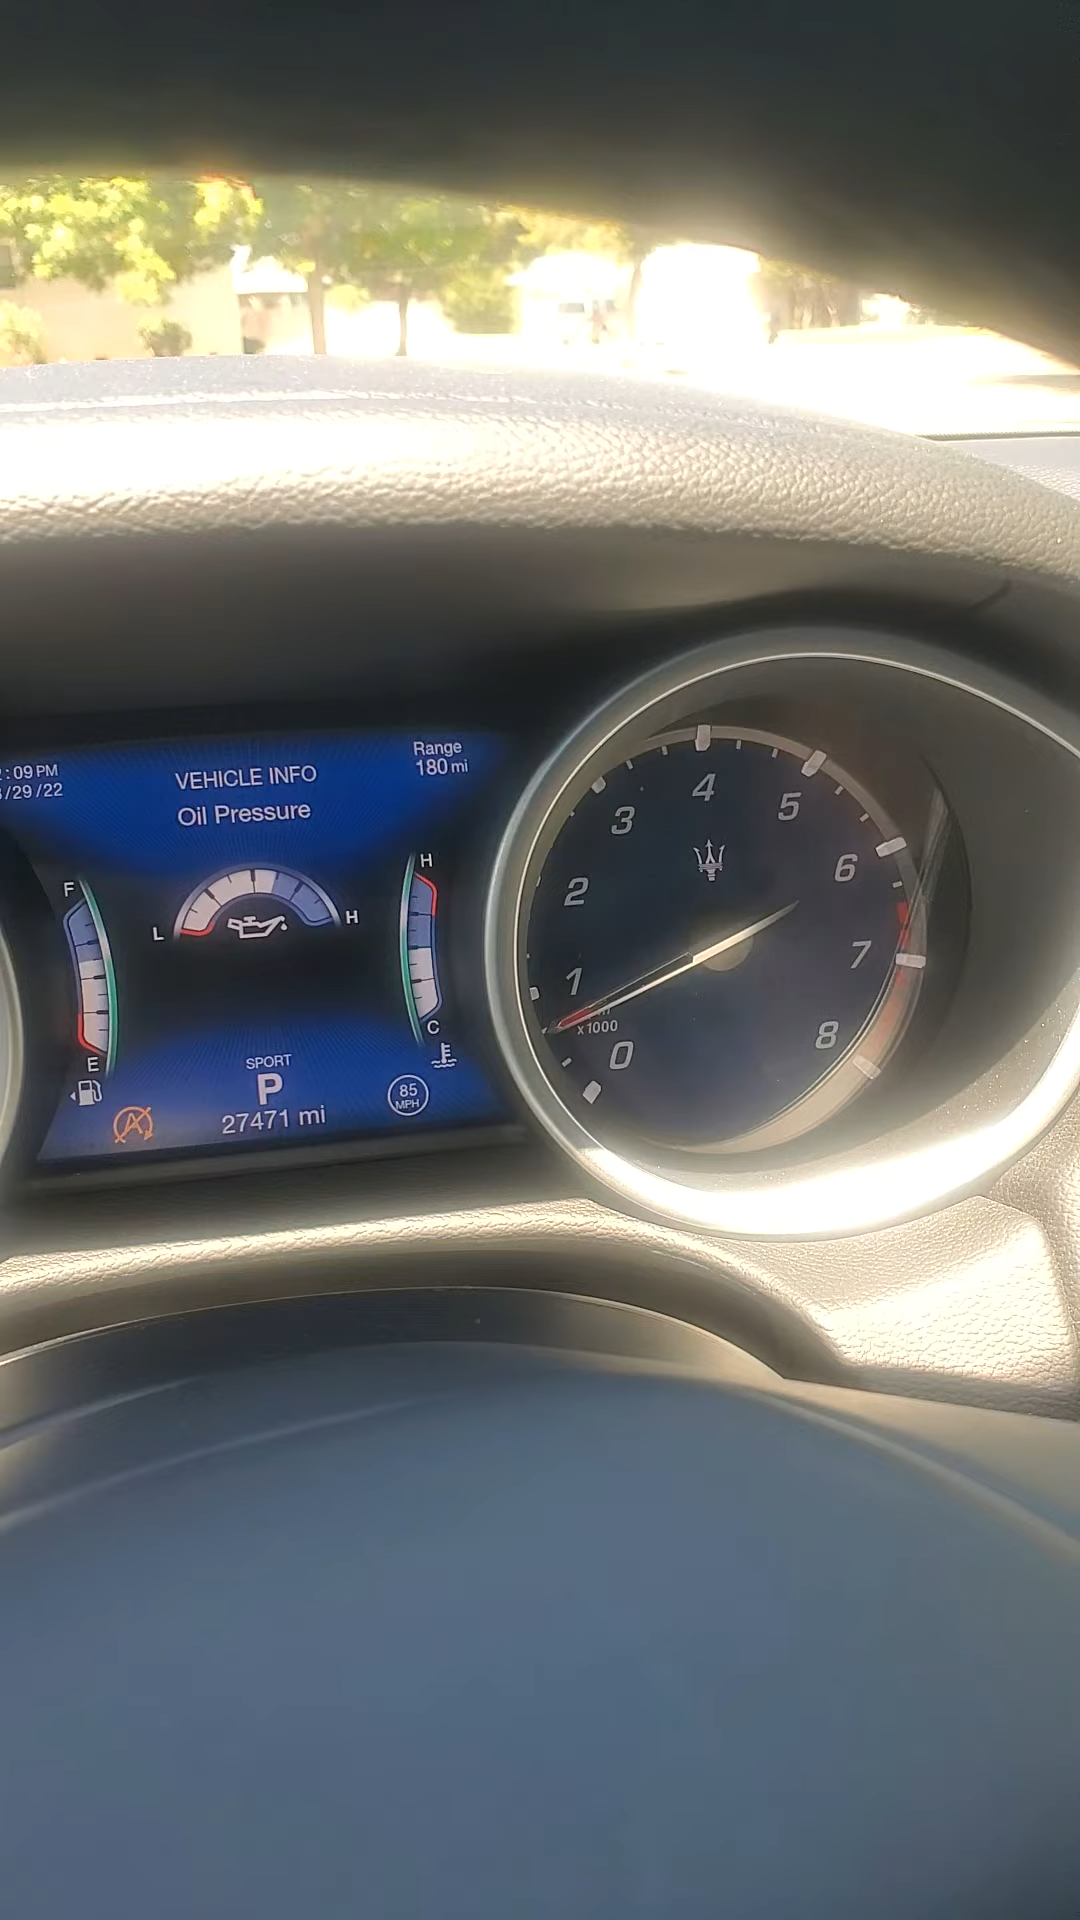 :09 PM
/29/22
VEHICLE INFO
Oil Pressure
Range
180 mi
F
E
L
H
H
C
SPORT
P
27471 mi
85
MPH
0
1
2
3
4
5
6
7
8
x1000